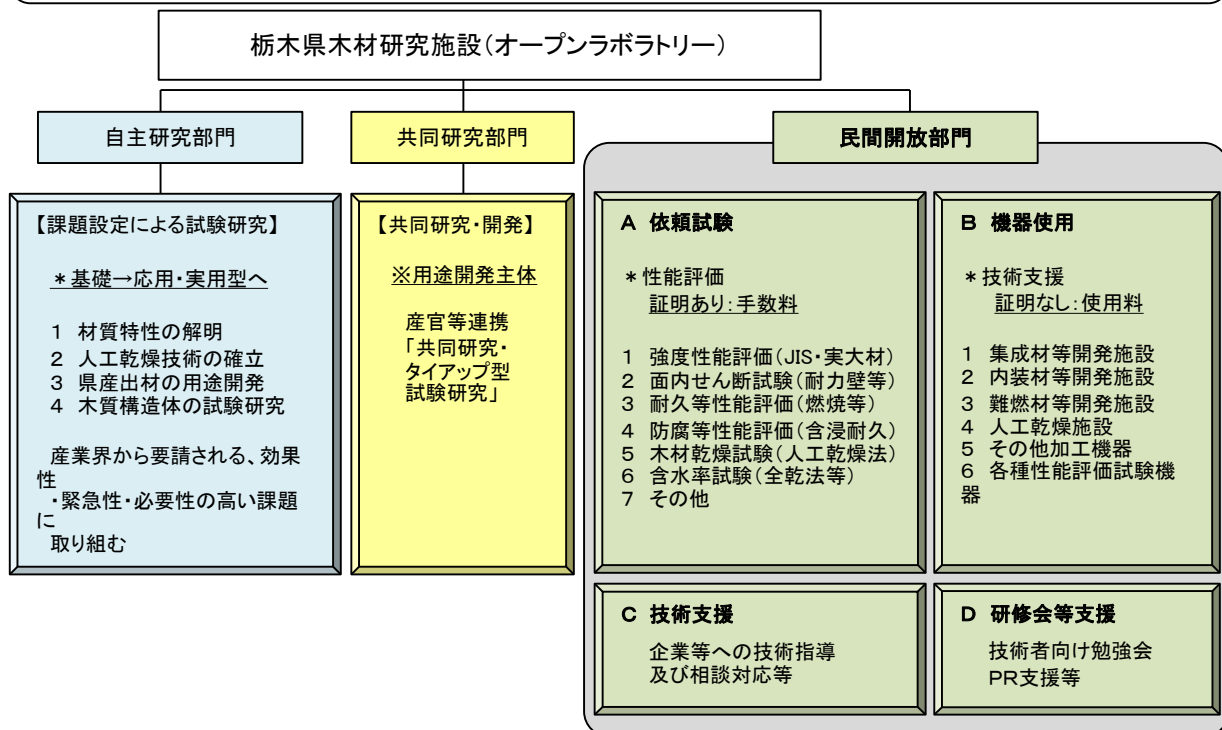 栃木県木材研究施設(オープンラボラトリー)
自主研究部門
共同研究部門
民間開放部門
【課題設定による試験研究】
*基礎→応用・実用型へ
1 材質特性の解明
2 人工乾燥技術の確立
3 県産出材の用途開発
4 木質構造体の試験研究
産業界から要請される、効果
性
・緊急性・必要性の高い課題
に
取り組む
【共同研究・開発】
※用途開発主体
産官等連携
「共同研究・
タイアップ型
試験研究」
A 依頼試験
*性能評価
証明あり:手数料
1 強度性能評価(JIS・実大材)
2 面内せん断試験(耐力壁等)
3 耐久等性能評価(燃焼等)
4 防腐等性能評価(含浸耐久)
5 木材乾燥試験(人工乾燥法)
6 含水率試験(全乾法等)
7 その他
B 機器使用
*技術支援
証明なし:使用料
1 集成材等開発施設
2 内装材等開発施設
3 難燃材等開発施設
4 人工乾燥施設
5 その他加工機器
6 各種性能評価試験機
器
C 技術支援
企業等への技術指導
及び相談対応等
D 研修会等支援
技術者向け勉強会
PR支援等